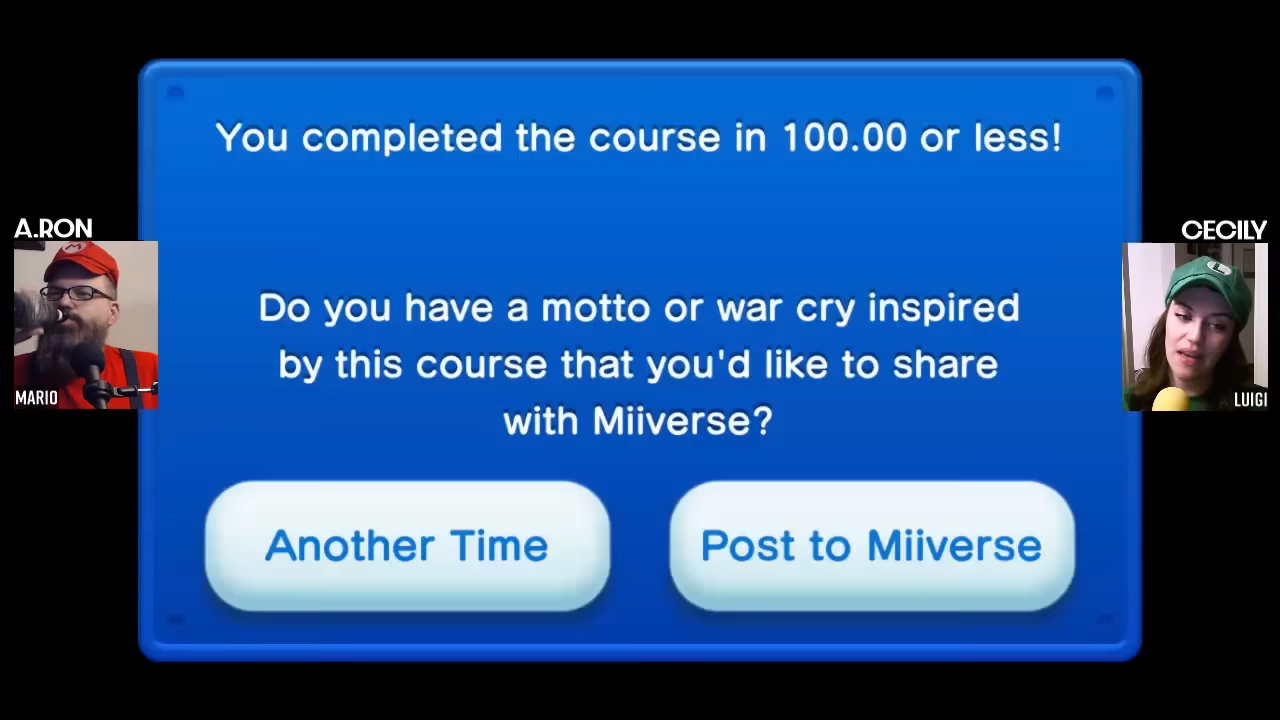 You completed the course in 100.00 or less!
A.RON
CECILY
Do you have a motto or war cry inspired
by this course that you'd like to share
with Miiverse?
MARIO
LUIGI
Another Time
Post to Miiverse
M
L